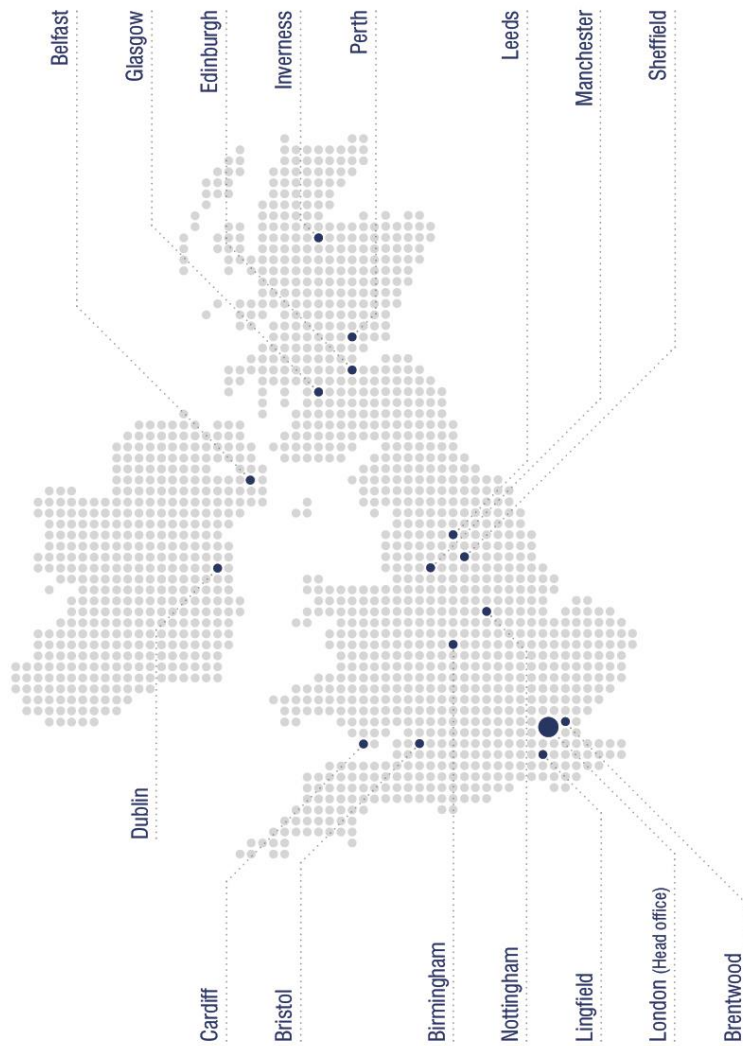 Belfast
Glasgow
Edinburgh
Inverness
Perth
Leeds
Manchester
Sheffield
Dublin
Cardiff
Bristol
Birmingham
Nottingham
Lingfield
London (Head office)
Brentwood